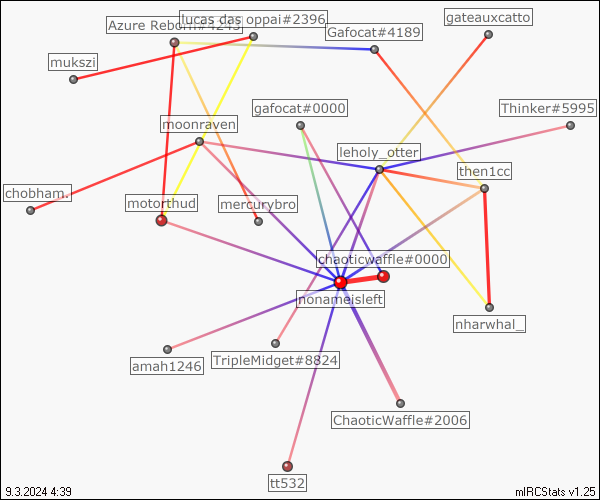 lucas das oppai#2396
gateauxcatto
Azure Reborn#4245
Gafocat#4189
mukszi
gafocat#0000
Thinker#5995
moonraven
leholy_otter
then1cc
chobham.
motorthud
mercurybro
chaoticwaffle#0000
nonameisleft
nharwhal_
amah1246
TripleMidget#8824
ChaoticWaffle#2006
tt532
9.3.2024 4:39
mIRCStats v1.25